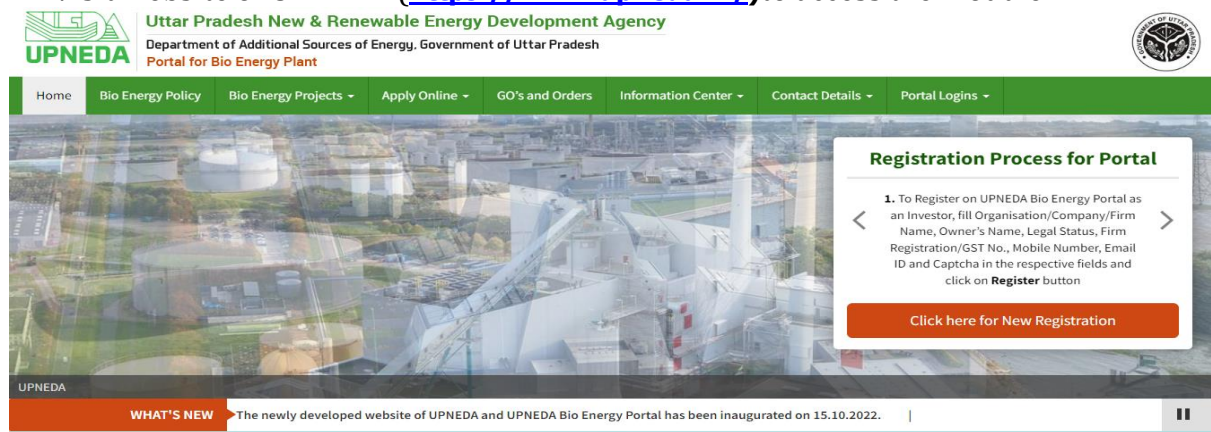 UPNEDA
Uttar Pradesh New & Renewable Energy Development Agency
Department of Additional Sources of Energy, Government of Uttar Pradesh
Portal for Bio Energy Plant
Home Bio Energy Policy Bio Energy Projects Apply Online GO's and Orders Information Center Contact Details Portal Logins
Registration Process for Portal
1. To Register on UPNEDA Bio Energy Portal as
an Investor, fill Organisation/Company/Firm
Name, Owner's Name, Legal Status, Firm
Registration/GST No., Mobile Number, Email
ID and Captcha in the respective fields and
click on Register button
Click here for New Registration
UPNEDA
WHAT'S NEW The newly developed website of UPNEDA and UPNEDA Bio Energy Portal has been inaugurated on 15.10.2022. |